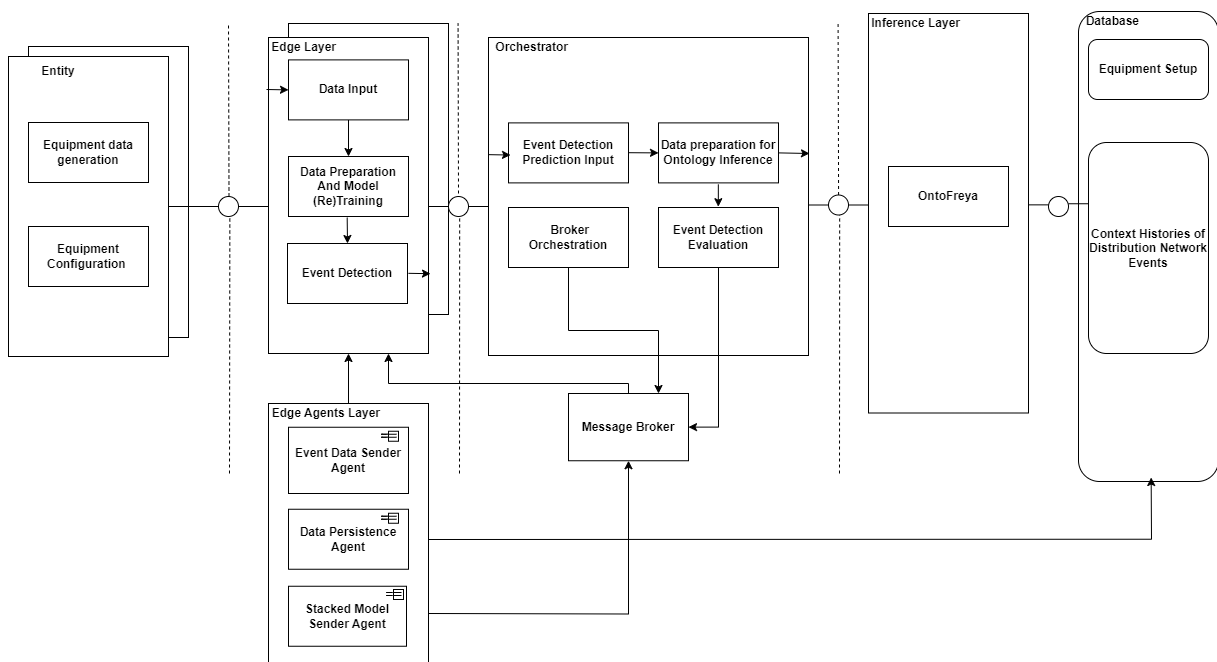 Entity
Equipment data
generation
Equipment
Configuration
Edge Layer
Data Input
Data Preparation
And Model
(Re)Training
Event Detection
Orchestrator
Event Detection
Prediction Input
Data preparation for
Ontology Inference
Broker
Orchestration
Event Detection
Evaluation
Inference Layer
OntoFreya
Database
Equipment Setup
Context Histories of
Distribution Network
Events
Message Broker
Edge Agents Layer
Event Data Sender
Agent
Data Persistence
Agent
Stacked Model
Sender Agent